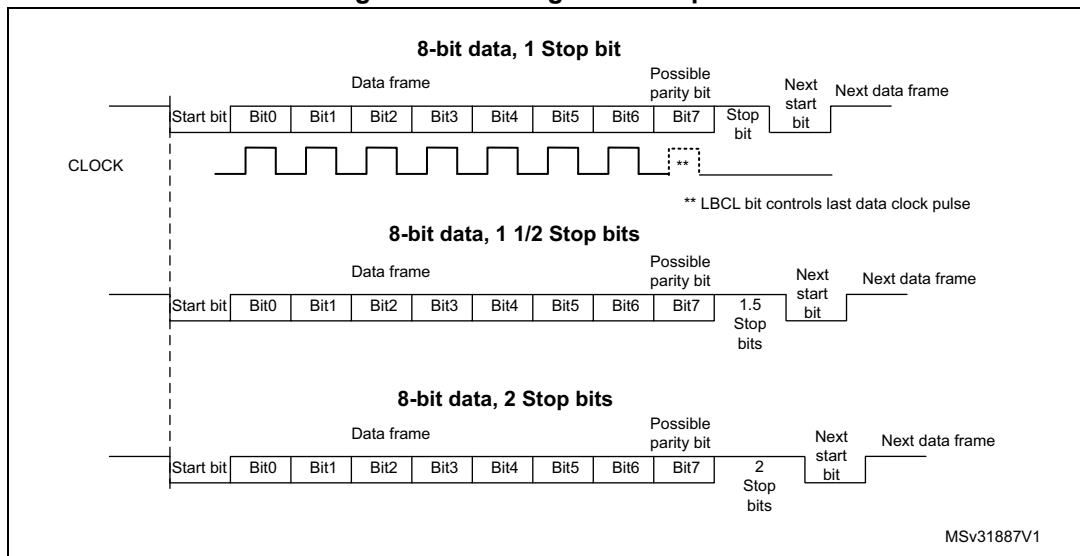 8-bit data, 1 Stop bit
Data frame
Possible
parity bit
Next
start
bit
Next data frame
Start bit Bit0 Bit1 Bit2 Bit3 Bit4 Bit5 Bit6 Bit7 Stop
bit
CLOCK
**
** LBCL bit controls last data clock pulse
8-bit data, 1 1/2 Stop bits
Data frame
Possible
parity bit
Next
start
bit
Next data frame
Start bit Bit0 Bit1 Bit2 Bit3 Bit4 Bit5 Bit6 Bit7 1.5
Stop
bits
8-bit data, 2 Stop bits
Data frame
Possible
parity bit
Next
start
bit
Next data frame
Start bit Bit0 Bit1 Bit2 Bit3 Bit4 Bit5 Bit6 Bit7 2
Stop
bits
MSv31887V1